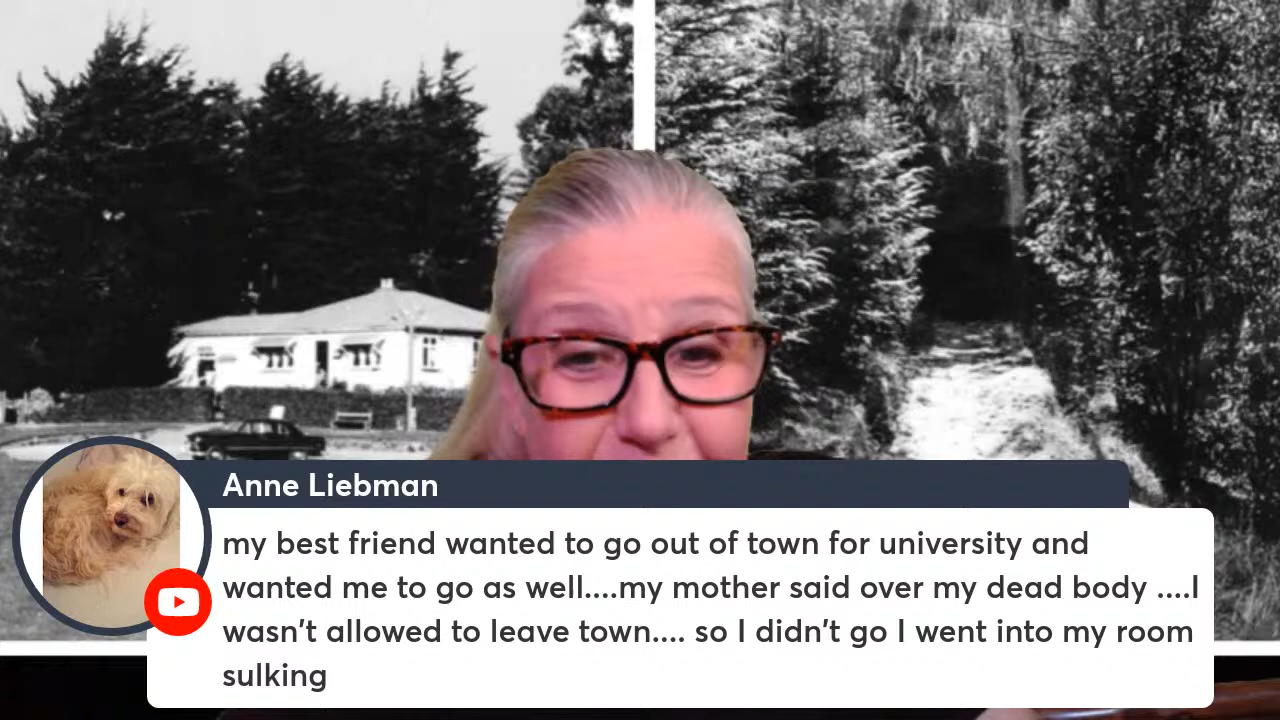 Anne Liebman
my best friend wanted to go out of town for university and
wanted me to go as well....my mother said over my dead body ....I
wasn't allowed to leave town.... so I didn't go I went into my room
sulking